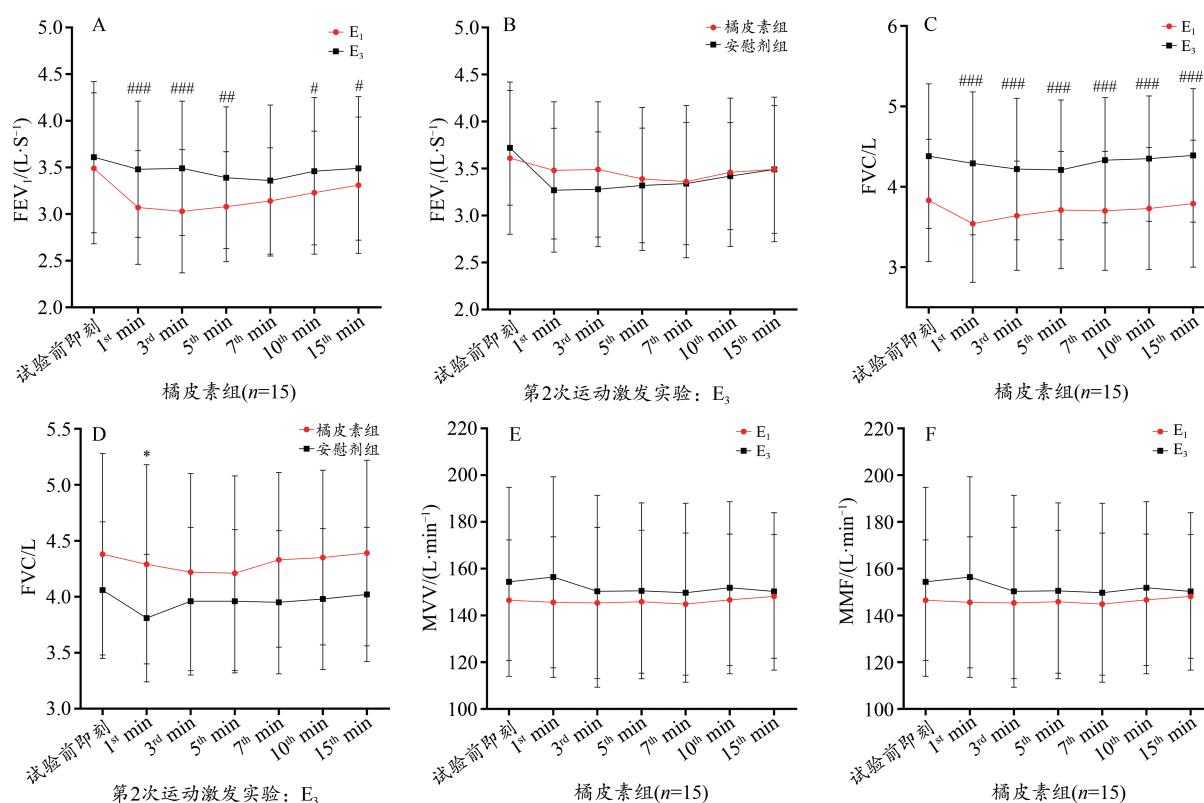 A
E₁
E₃
FEV₁/(L·S⁻¹)
5.0
4.5
4.0
3.5
3.0
2.5
2.0
### ### ## # #
试验前即刻 1st min 3rd min 5th min 7th min 10th min 15th min
橘皮素组(n=15)
B
橘皮素组
安慰剂组
FEV₁/(L·S⁻¹)
5.0
4.5
4.0
3.5
3.0
2.5
2.0
试验前即刻 1st min 3rd min 5th min 7th min 10th min 15th min
第2次运动激发实验：E₃
C
E₁
E₃
FVC/L
6
5
4
3
### ### ### ### ### ###
试验前即刻 1st min 3rd min 5th min 7th min 10th min 15th min
橘皮素组(n=15)
D
橘皮素组
安慰剂组
FVC/L
5.5
5.0
4.5
4.0
3.5
3.0
*
试验前即刻 1st min 3rd min 5th min 7th min 10th min 15th min
第2次运动激发实验：E₃
E
E₁
E₃
MVV/(L·min⁻¹)
220
200
180
160
140
120
100
试验前即刻 1st min 3rd min 5th min 7th min 10th min 15th min
橘皮素组(n=15)
F
E₁
E₃
MMF/(L·min⁻¹)
220
200
180
160
140
120
100
试验前即刻 1st min 3rd min 5th min 7th min 10th min 15th min
橘皮素组(n=15)